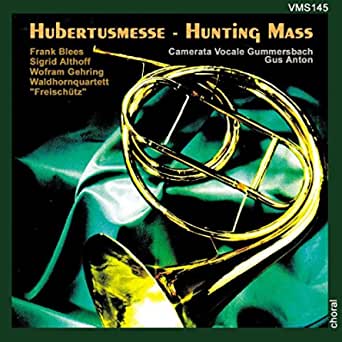 VMS145
Hubertusmesse - Hunting Mass
Frank Blees
Sigrid Althoff
Wofram Gehring
Waldhornquartett
"Freischütz"
Camerata Vocale Gummersbach
Gus Anton
choral